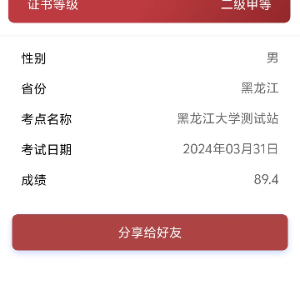 证书等级 二级甲等
性别 男
省份 黑龙江
考点名称 黑龙江大学测试站
考试日期 2024年03月31日
成绩 89.4
分享给好友